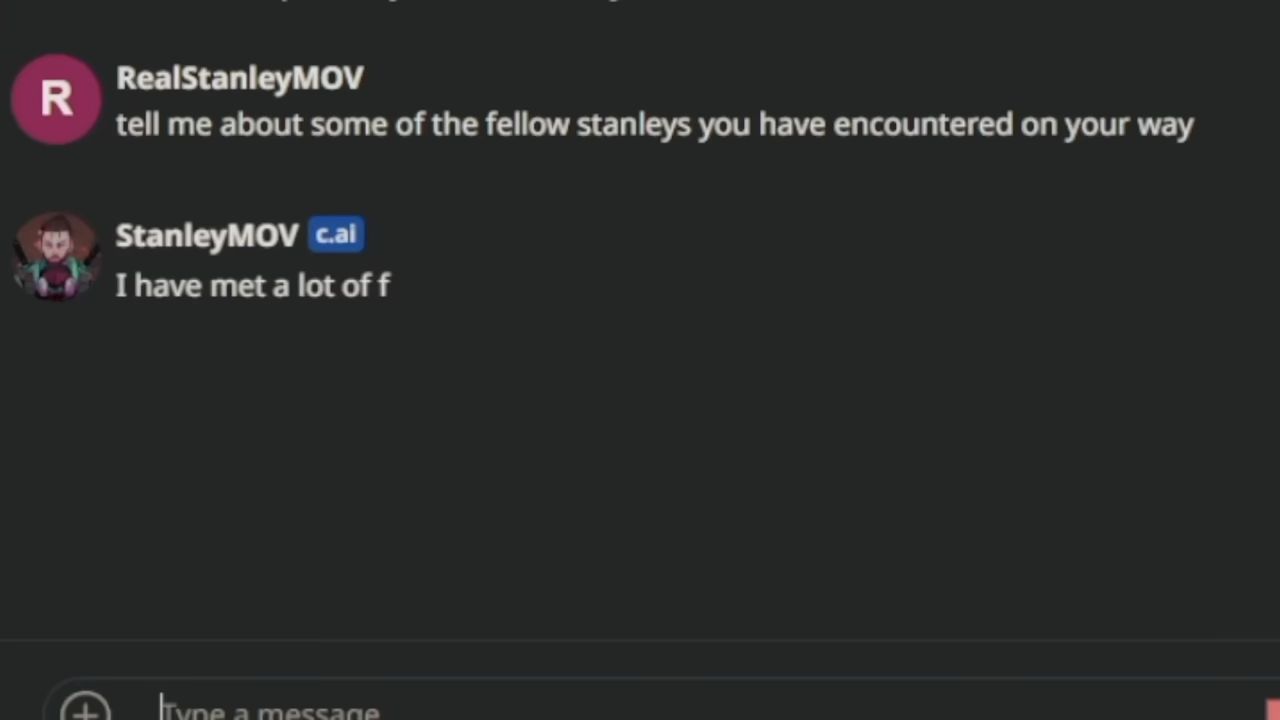 RealStanleyMOV
R
tell me about some of the fellow stanleys you have encountered on your way
StanleyMOV c.ai
I have met a lot of f
Type a message